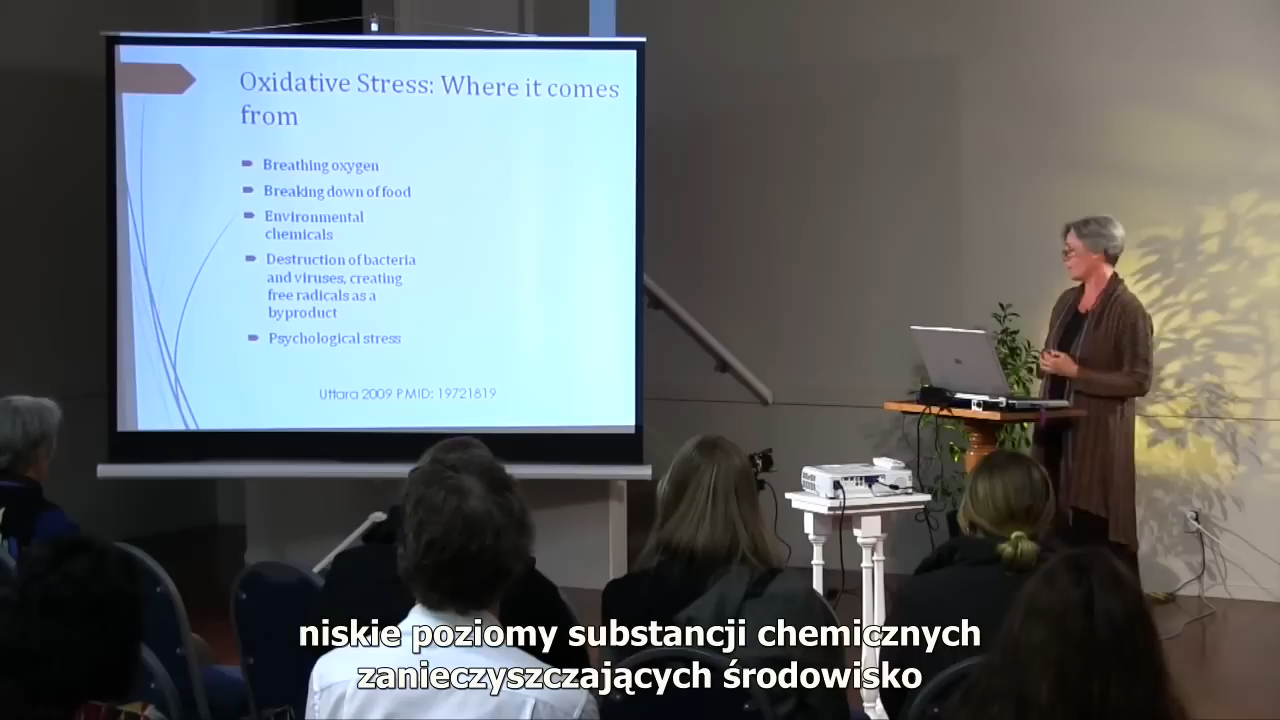 Oxidative Stress: Where it comes
from
Breathing oxygen
Breaking down of food
Environmental
chemicals
Destruction of bacteria
and viruses, creating
free radicals as a
byproduct
Psychological stress
Uttara 2009 PMID: 19721819
niskie poziomy substancji chemicznych
zanieczyszczających środowisko